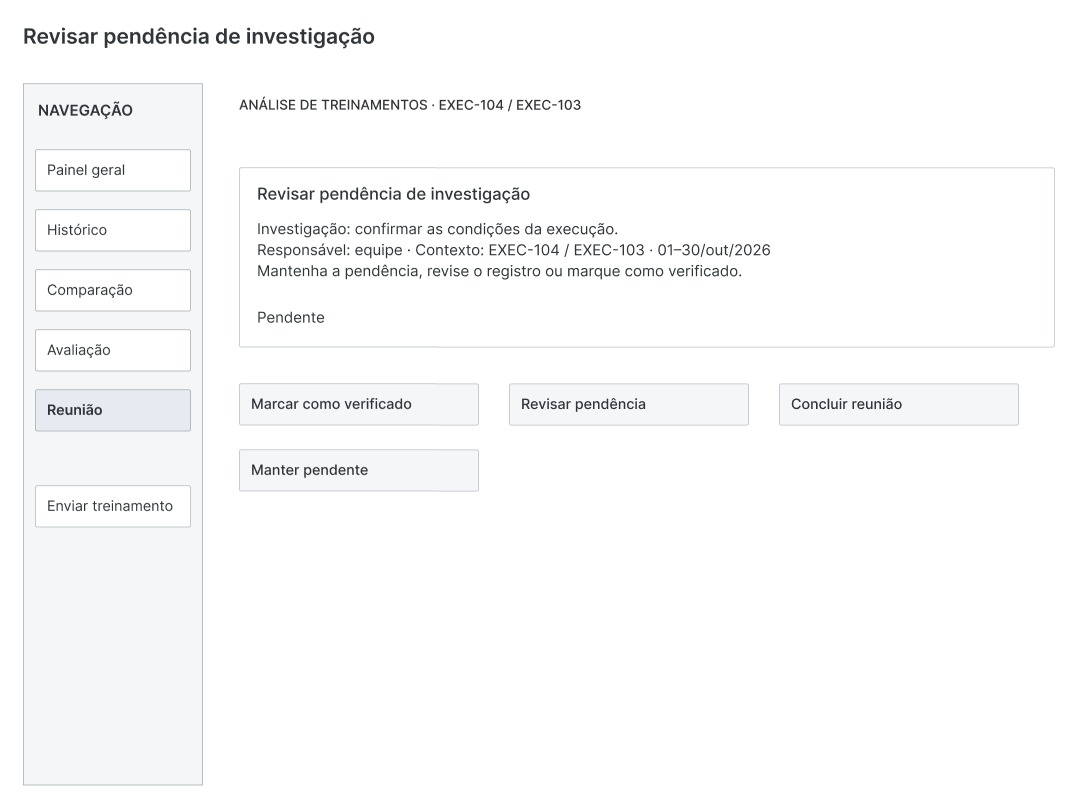 Revisar pendência de investigação
NAVEGAÇÃO
Painel geral
Histórico
Comparação
Avaliação
Reunião
Enviar treinamento
ANÁLISE DE TREINAMENTOS · EXEC-104 / EXEC-103
Revisar pendência de investigação
Investigação: confirmar as condições da execução.
Responsável: equipe · Contexto: EXEC-104 / EXEC-103 · 01–30/out/2026
Mantenha a pendência, revise o registro ou marque como verificado.
Pendente
Marcar como verificado
Revisar pendência
Concluir reunião
Manter pendente